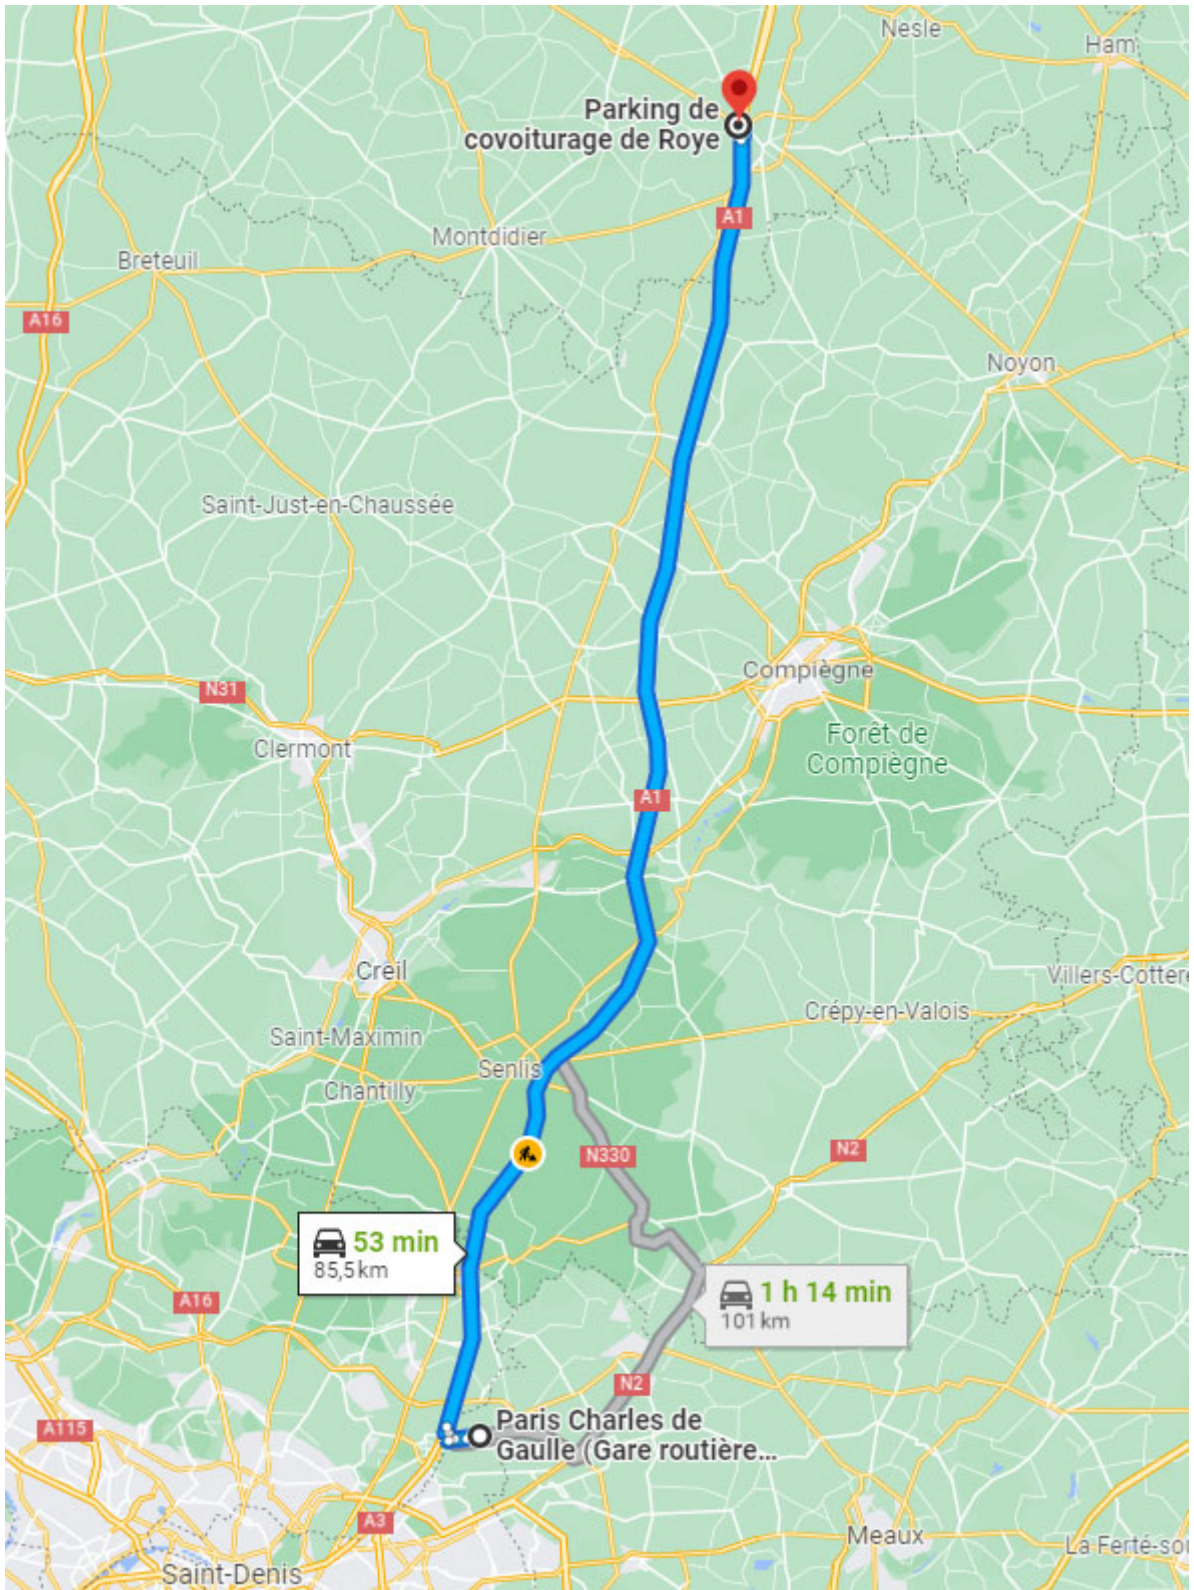 Nesle
Ham
Parking de
covoiturage de Roye
A1
Montdidier
Breteuil
A16
Noyon
Saint-Just-en-Chaussée
Compiègne
N31
Clermont
Forêt de
Compiègne
A1
Creil
Villers-Cottere
Crépy-en-Valois
Saint-Maximin
Senlis
Chantilly
N330
N2
53 min
85,5 km
1 h 14 min
101 km
A16
N2
Paris Charles de
Gaulle (Gare routière...
A115
A3
Meaux
La Ferté-sou
Saint-Denis